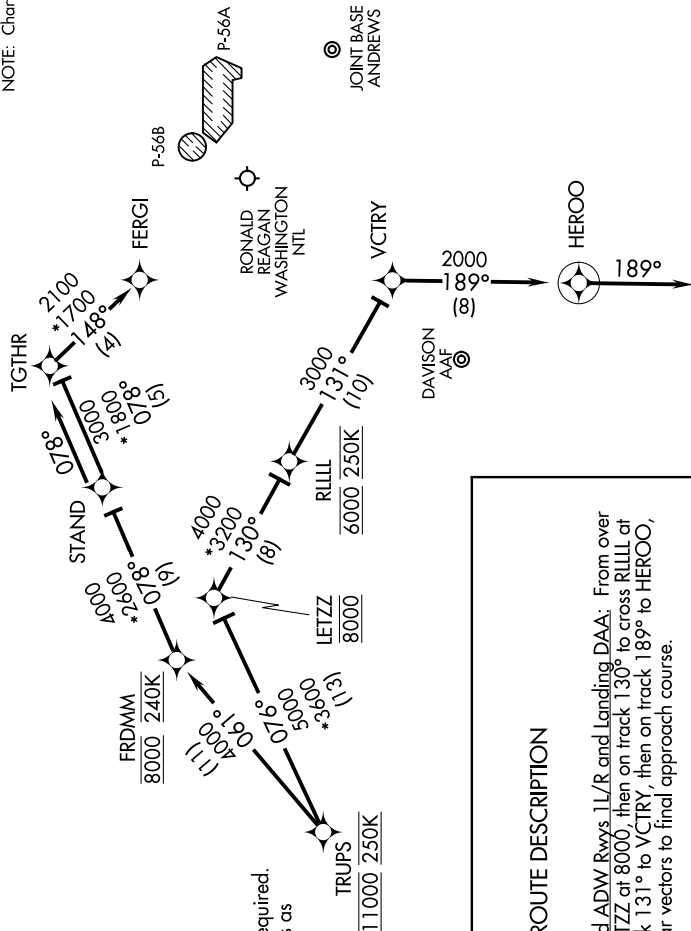 NOTE: Chan
P-56A
P-56B
JOINT BASE
ANDREWS
RONALD
REAGAN
WASHINGTON
NTL
FERGI
TGTHR
2100
*1700
148°
(4)
078°
3000
*1800
078°
(5)
STAND
4000
*2600
078°
(9)
FRDMM
8000 240K
4000
061°
(11)
TRUPS
11000 250K
076°
5000
*3600
(13)
LETZZ
8000
4000
*3200
130°
(8)
RLLLL
6000 250K
3000
131°
(10)
VCTRY
DAVISON
AAF
2000
189°
(8)
HEROO
189°
equired.
s as
ROUTE DESCRIPTION
d ADW Rwys 1L/R and Landing DAA: From over
TZZ at 8000, then on track 130° to cross RLLLL at
k 131° to VCTRY, then on track 189° to HEROO,
ar vectors to final approach course.